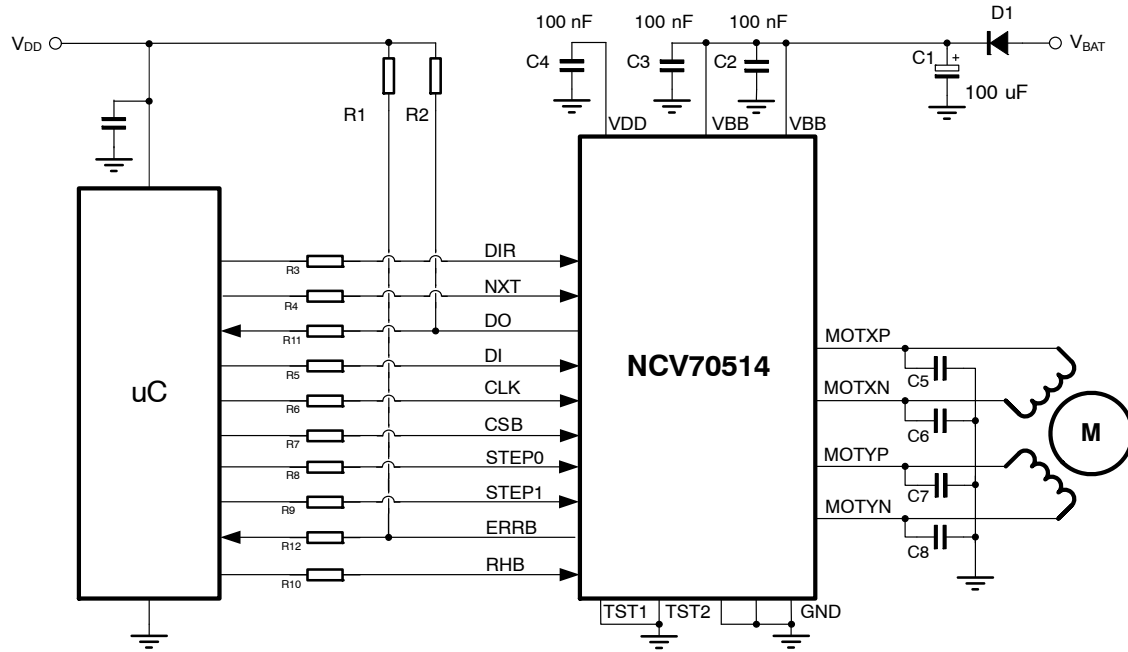 100 nF
100 nF 100 nF
D1
VDD
VBAT
C4
C3
C2
C1
+
100 uF
R1
R2
VDD
VBB
VBB
DIR
R3
NXT
R4
DO
R11
DI
R5
CLK
R6
CSB
R7
STEP0
R8
STEP1
R9
ERRB
R12
RHB
R10
uC
NCV70514
MOTXP
C5
MOTXN
C6
M
MOTYP
C7
MOTYN
C8
TST1
TST2
GND